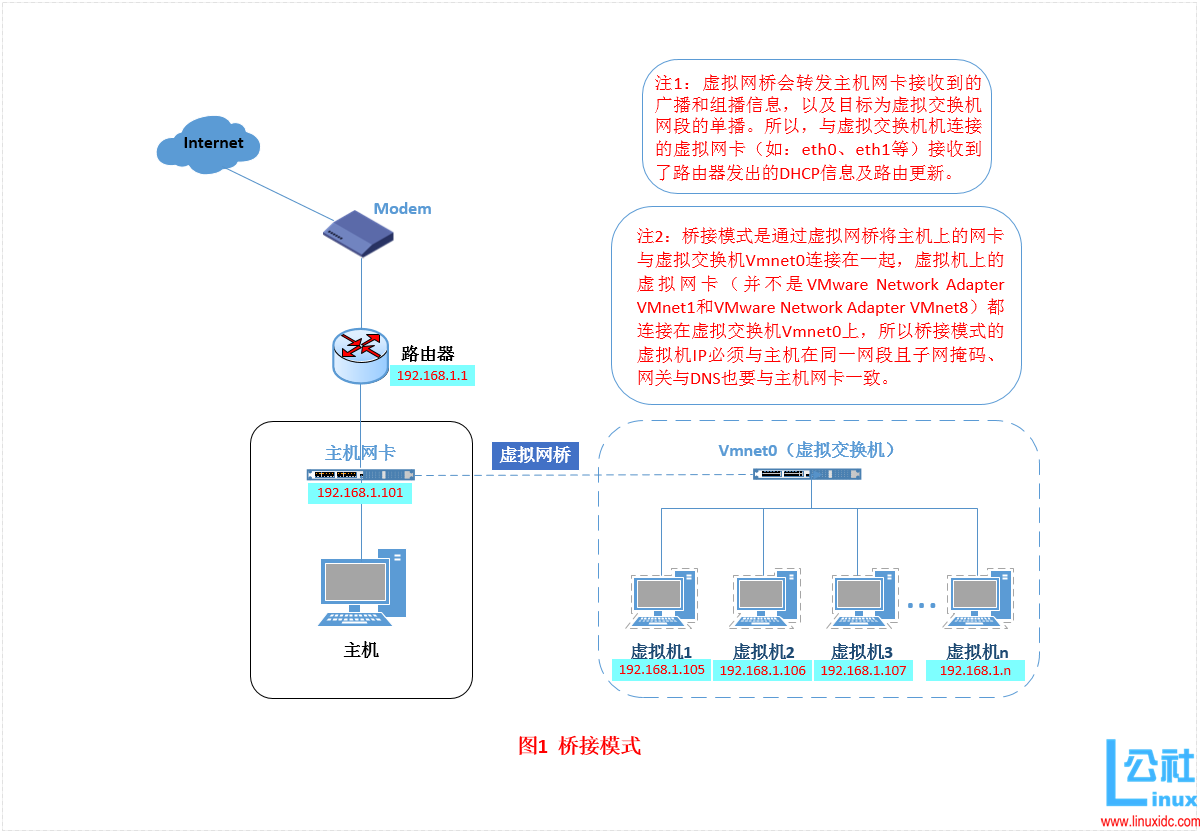 注1：虚拟网桥会转发主机网卡接收到的
广播和组播信息，以及目标为虚拟交换机
网段的单播。所以，与虚拟交换机机连接
的虚拟网卡（如：eth0、eth1等）接收到
了路由器发出的DHCP信息及路由更新。
Internet
Modem
注2：桥接模式是通过虚拟网桥将主机上的网卡
与虚拟交换机Vmnet0连接在一起，虚拟机上的
虚拟网卡（并不是VMware Network Adapter
VMnet1和VMware Network Adapter VMnet8）都
连接在虚拟交换机Vmnet0上，所以桥接模式的
虚拟机IP必须与主机在同一网段且子网掩码、
网关与DNS也要与主机网卡一致。
路由器
192.168.1.1
主机网卡
192.168.1.101
虚拟网桥
Vmnet0（虚拟交换机）
主机
...
虚拟机1
虚拟机2
虚拟机3
虚拟机n
192.168.1.105
192.168.1.106
192.168.1.107
192.168.1.n
图1 桥接模式
公社
Linux
www.linuxidc.com